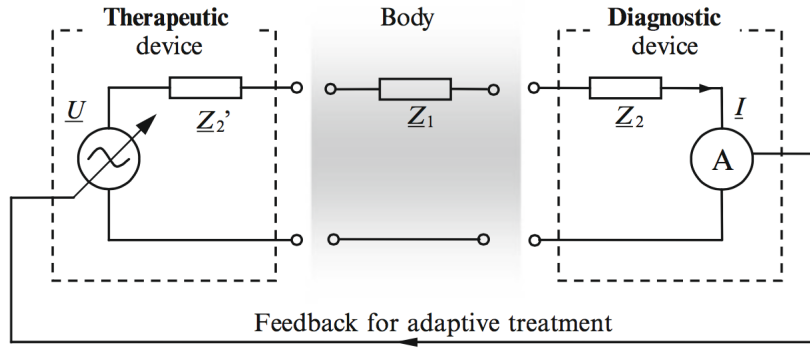 Therapeutic
device
Body
Diagnostic
device
U
Z2’
Z1
Z2
I
A
Feedback for adaptive treatment